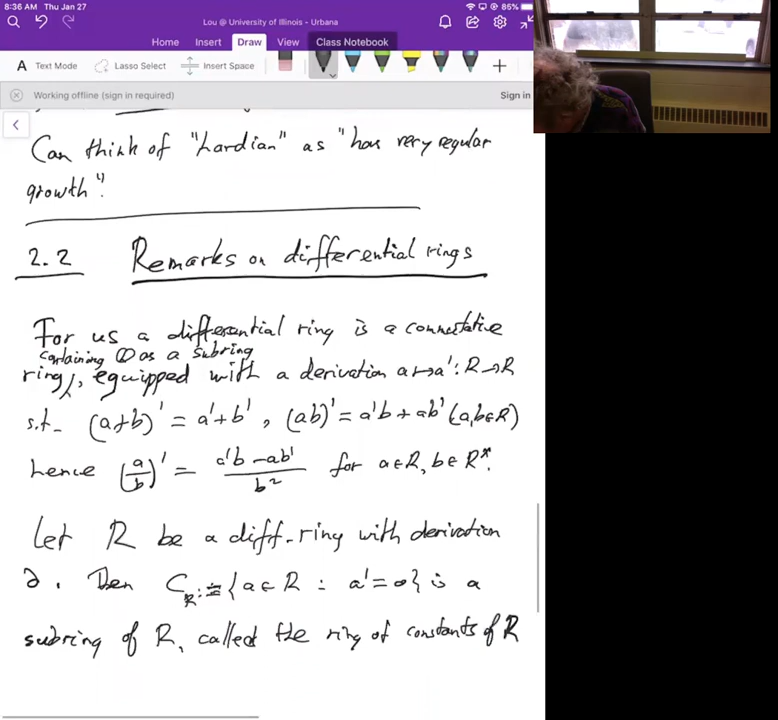 8:36 AM Thu Jan 27
85%
Lou @ University of Illinois - Urbana
Home Insert Draw View Class Notebook
A Text Mode Lasso Select Insert Space
Working offline (sign in required) Sign in
Can think of "Hardian" as "has very regular
growth".
2.2 Remarks on differential rings
For us a differential ring is a commutative
containing ℚ as a subring
ring, equipped with a derivation a ↦ a' : R → R
s.t. (a+b)' = a'+b', (ab)' = a'b + ab' (a,b∈R)
hence (a/b)' = (a'b - ab')/b² for a∈R, b∈R*.
Let R be a diff. ring with derivation
∂. Then C_R := {a ∈ R : a' = 0} is a
subring of R, called the ring of constants of R